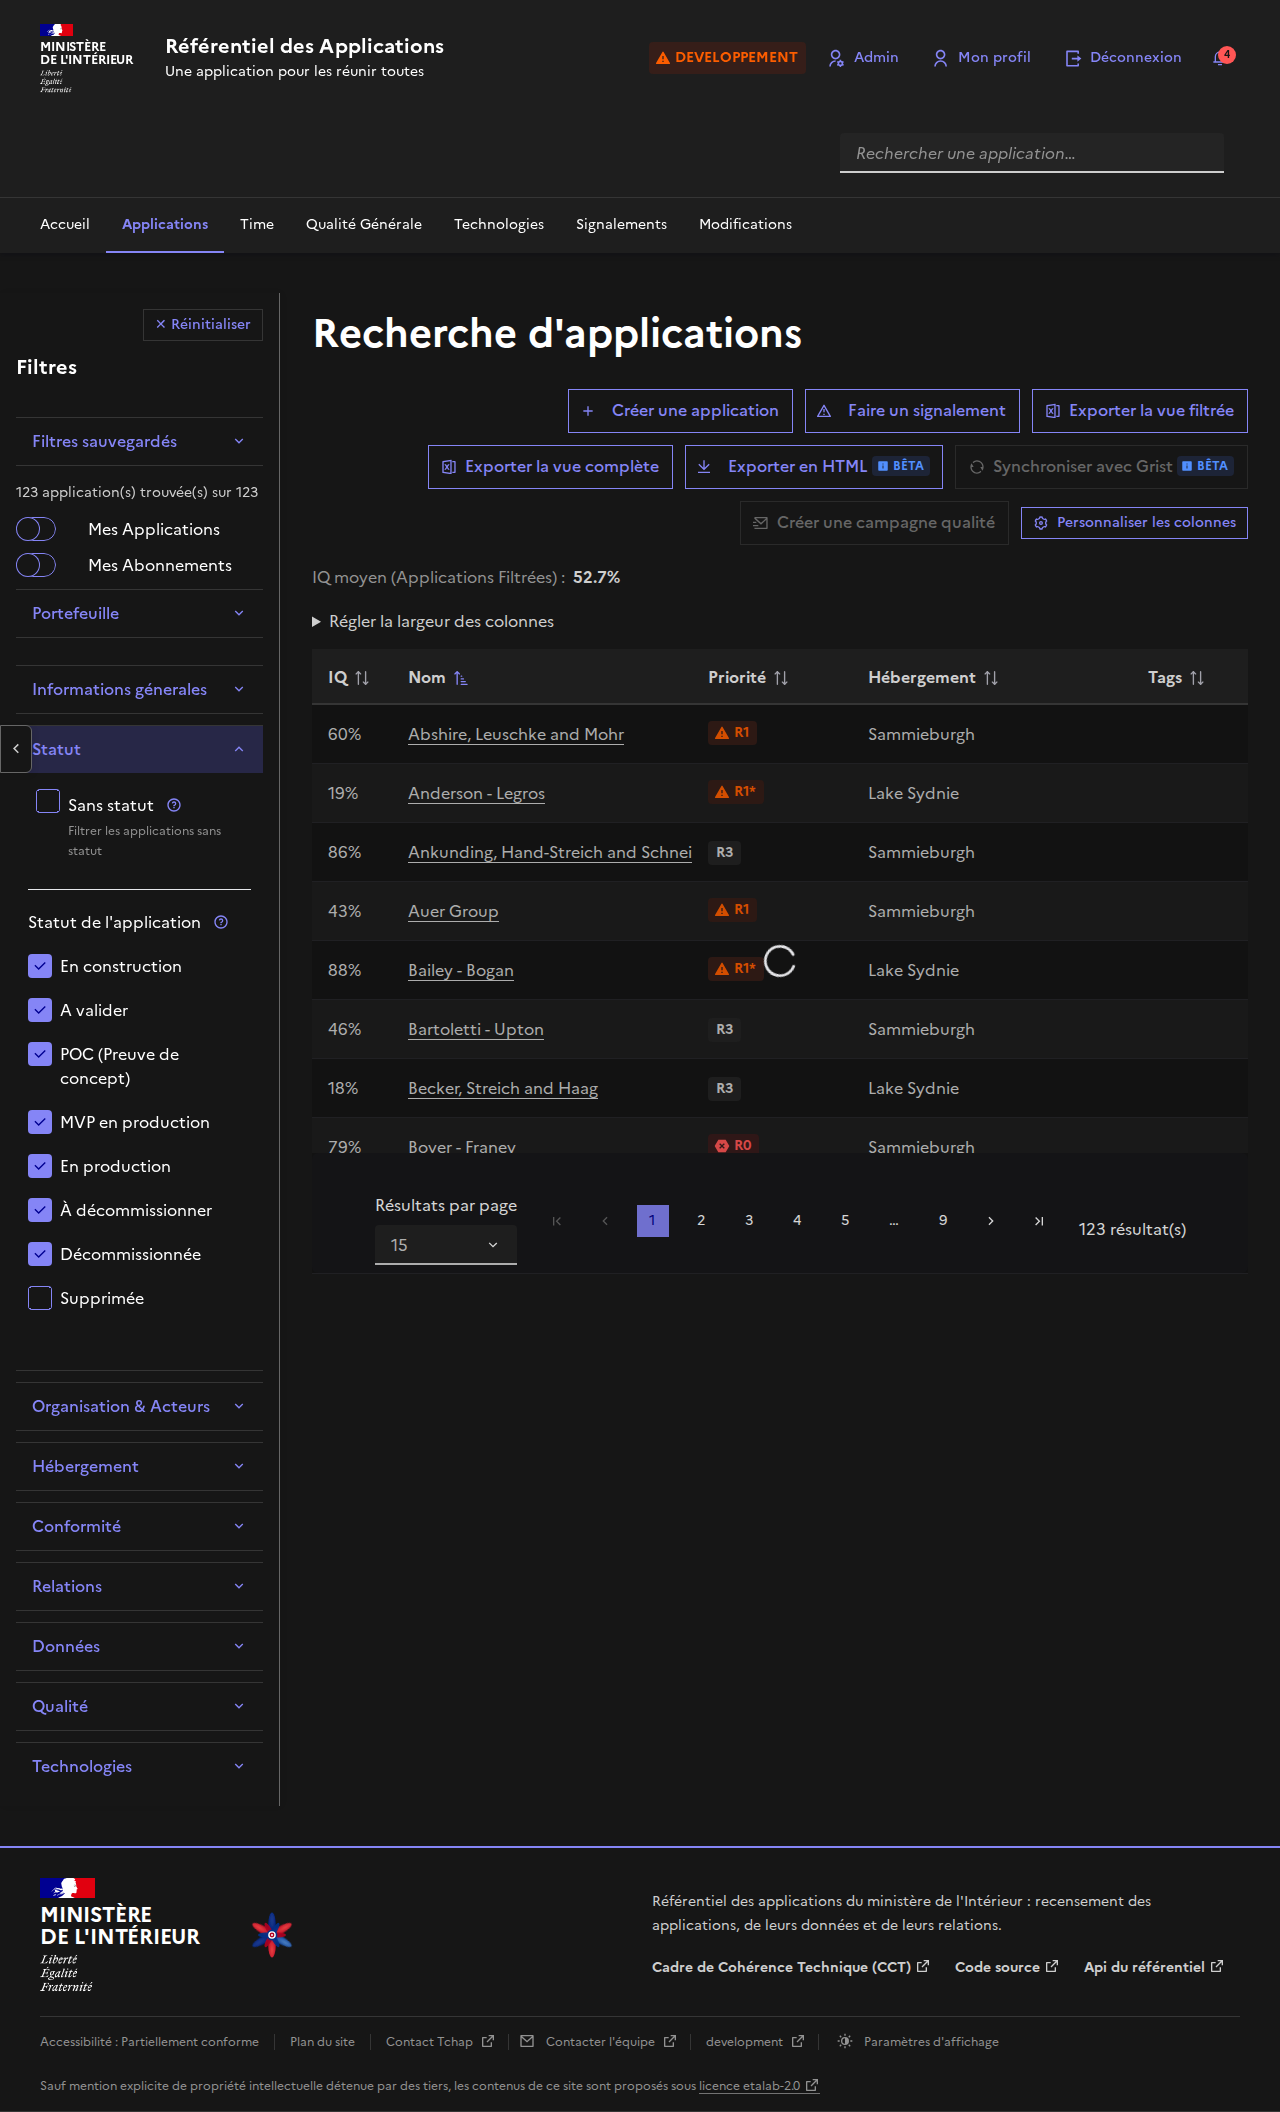 MINISTÈRE
DE L'INTÉRIEUR
Liberté
Égalité
Fraternité
Référentiel des Applications
Une application pour les réunir toutes
DEVELOPPEMENT
Admin
Mon profil
Déconnexion
4
Rechercher une application...
Accueil
Applications
Time
Qualité Générale
Technologies
Signalements
Modifications
Réinitialiser
Filtres
Filtres sauvegardés
123 application(s) trouvée(s) sur 123
Mes Applications
Mes Abonnements
Portefeuille
Informations génerales
Statut
Sans statut
Filtrer les applications sans
statut
Statut de l'application
En construction
A valider
POC (Preuve de
concept)
MVP en production
En production
À décommissionner
Décommissionnée
Supprimée
Organisation & Acteurs
Hébergement
Conformité
Relations
Données
Qualité
Technologies
Recherche d'applications
Créer une application
Faire un signalement
Exporter la vue filtrée
Exporter la vue complète
Exporter en HTML BÊTA
Synchroniser avec Grist BÊTA
Créer une campagne qualité
Personnaliser les colonnes
IQ moyen (Applications Filtrées) : 52.7%
Régler la largeur des colonnes
IQ Nom Priorité Hébergement Tags
60% Abshire, Leuschke and Mohr R1 Sammieburgh
19% Anderson - Legros R1* Lake Sydnie
86% Ankunding, Hand-Streich and Schnei R3 Sammieburgh
43% Auer Group R1 Sammieburgh
88% Bailey - Bogan R1* Lake Sydnie
46% Bartoletti - Upton R3 Sammieburgh
18% Becker, Streich and Haag R3 Lake Sydnie
79% Boyer - Franey R0 Sammieburgh
Résultats par page
15
1 2 3 4 5 ... 9
123 résultat(s)
MINISTÈRE
DE L'INTÉRIEUR
Liberté
Égalité
Fraternité
Référentiel des applications du ministère de l'Intérieur : recensement des
applications, de leurs données et de leurs relations.
Cadre de Cohérence Technique (CCT)
Code source
Api du référentiel
Accessibilité : Partiellement conforme
Plan du site
Contact Tchap
Contacter l'équipe
development
Paramètres d'affichage
Sauf mention explicite de propriété intellectuelle détenue par des tiers, les contenus de ce site sont proposés sous licence etalab-2.0